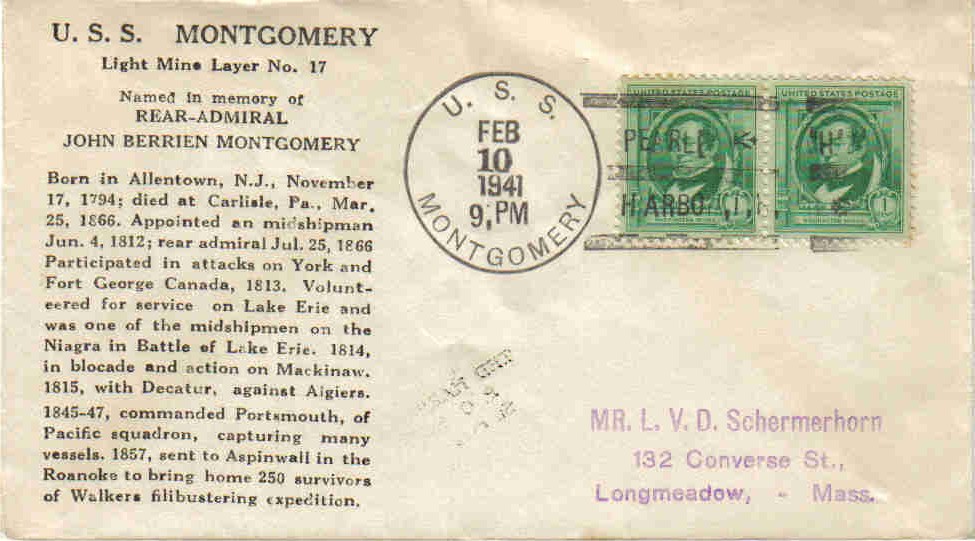 U. S. S. MONTGOMERY
Light Mine Layer No. 17
Named in memory of
REAR-ADMIRAL
JOHN BERRIEN MONTGOMERY
Born in Allentown, N.J., November
17, 1794; died at Carlisle, Pa., Mar.
25, 1866. Appointed an midshipman
Jun. 4, 1812; rear admiral Jul. 25, 1866
Participated in attacks on York and
Fort George Canada, 1813. Volunt-
eered for service on Lake Erie and
was one of the midshipmen on the
Niagra in Battle of Lake Erie. 1814,
in blocade and action on Mackinaw.
1815, with Decatur, against Algiers.
1845-47, commanded Portsmouth, of
Pacific squadron, capturing many
vessels. 1857, sent to Aspinwall in the
Roanoke to bring home 250 survivors
of Walkers filibustering expedition.
U. S. S.
FEB
10
1941
9 PM
MONTGOMERY
UNITED STATES POSTAGE
UNITED STATES POSTAGE
PEARL
HARBO
1
1
MR. L. V. D. Schermerhorn
132 Converse St.,
Longmeadow, - Mass.